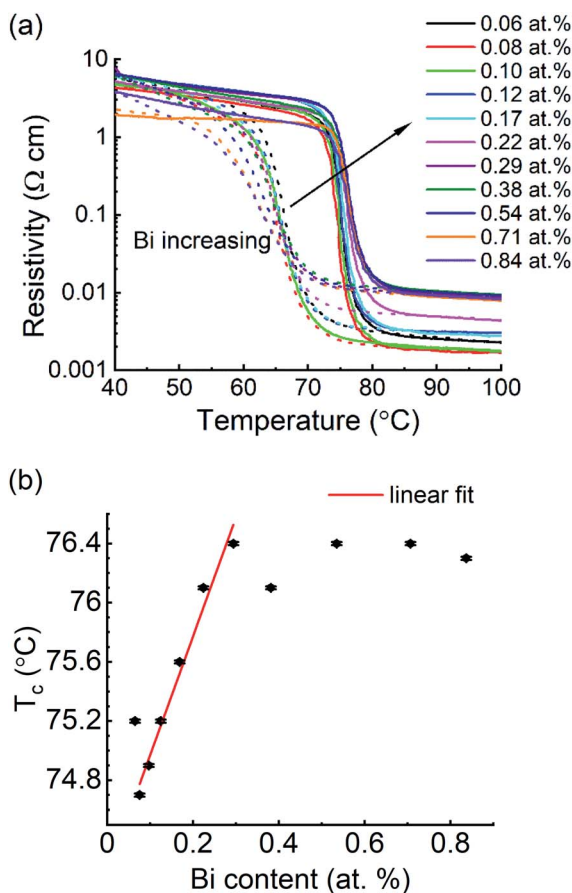 (a)
10
1
0.1
0.01
0.001
Resistivity (Ω cm)
Bi increasing
40 50 60 70 80 90 100
Temperature (°C)
0.06 at.%
0.08 at.%
0.10 at.%
0.12 at.%
0.17 at.%
0.22 at.%
0.29 at.%
0.38 at.%
0.54 at.%
0.71 at.%
0.84 at.%
(b)
linear fit
76.4
76
75.6
75.2
74.8
T_c (°C)
0 0.2 0.4 0.6 0.8
Bi content (at. %)